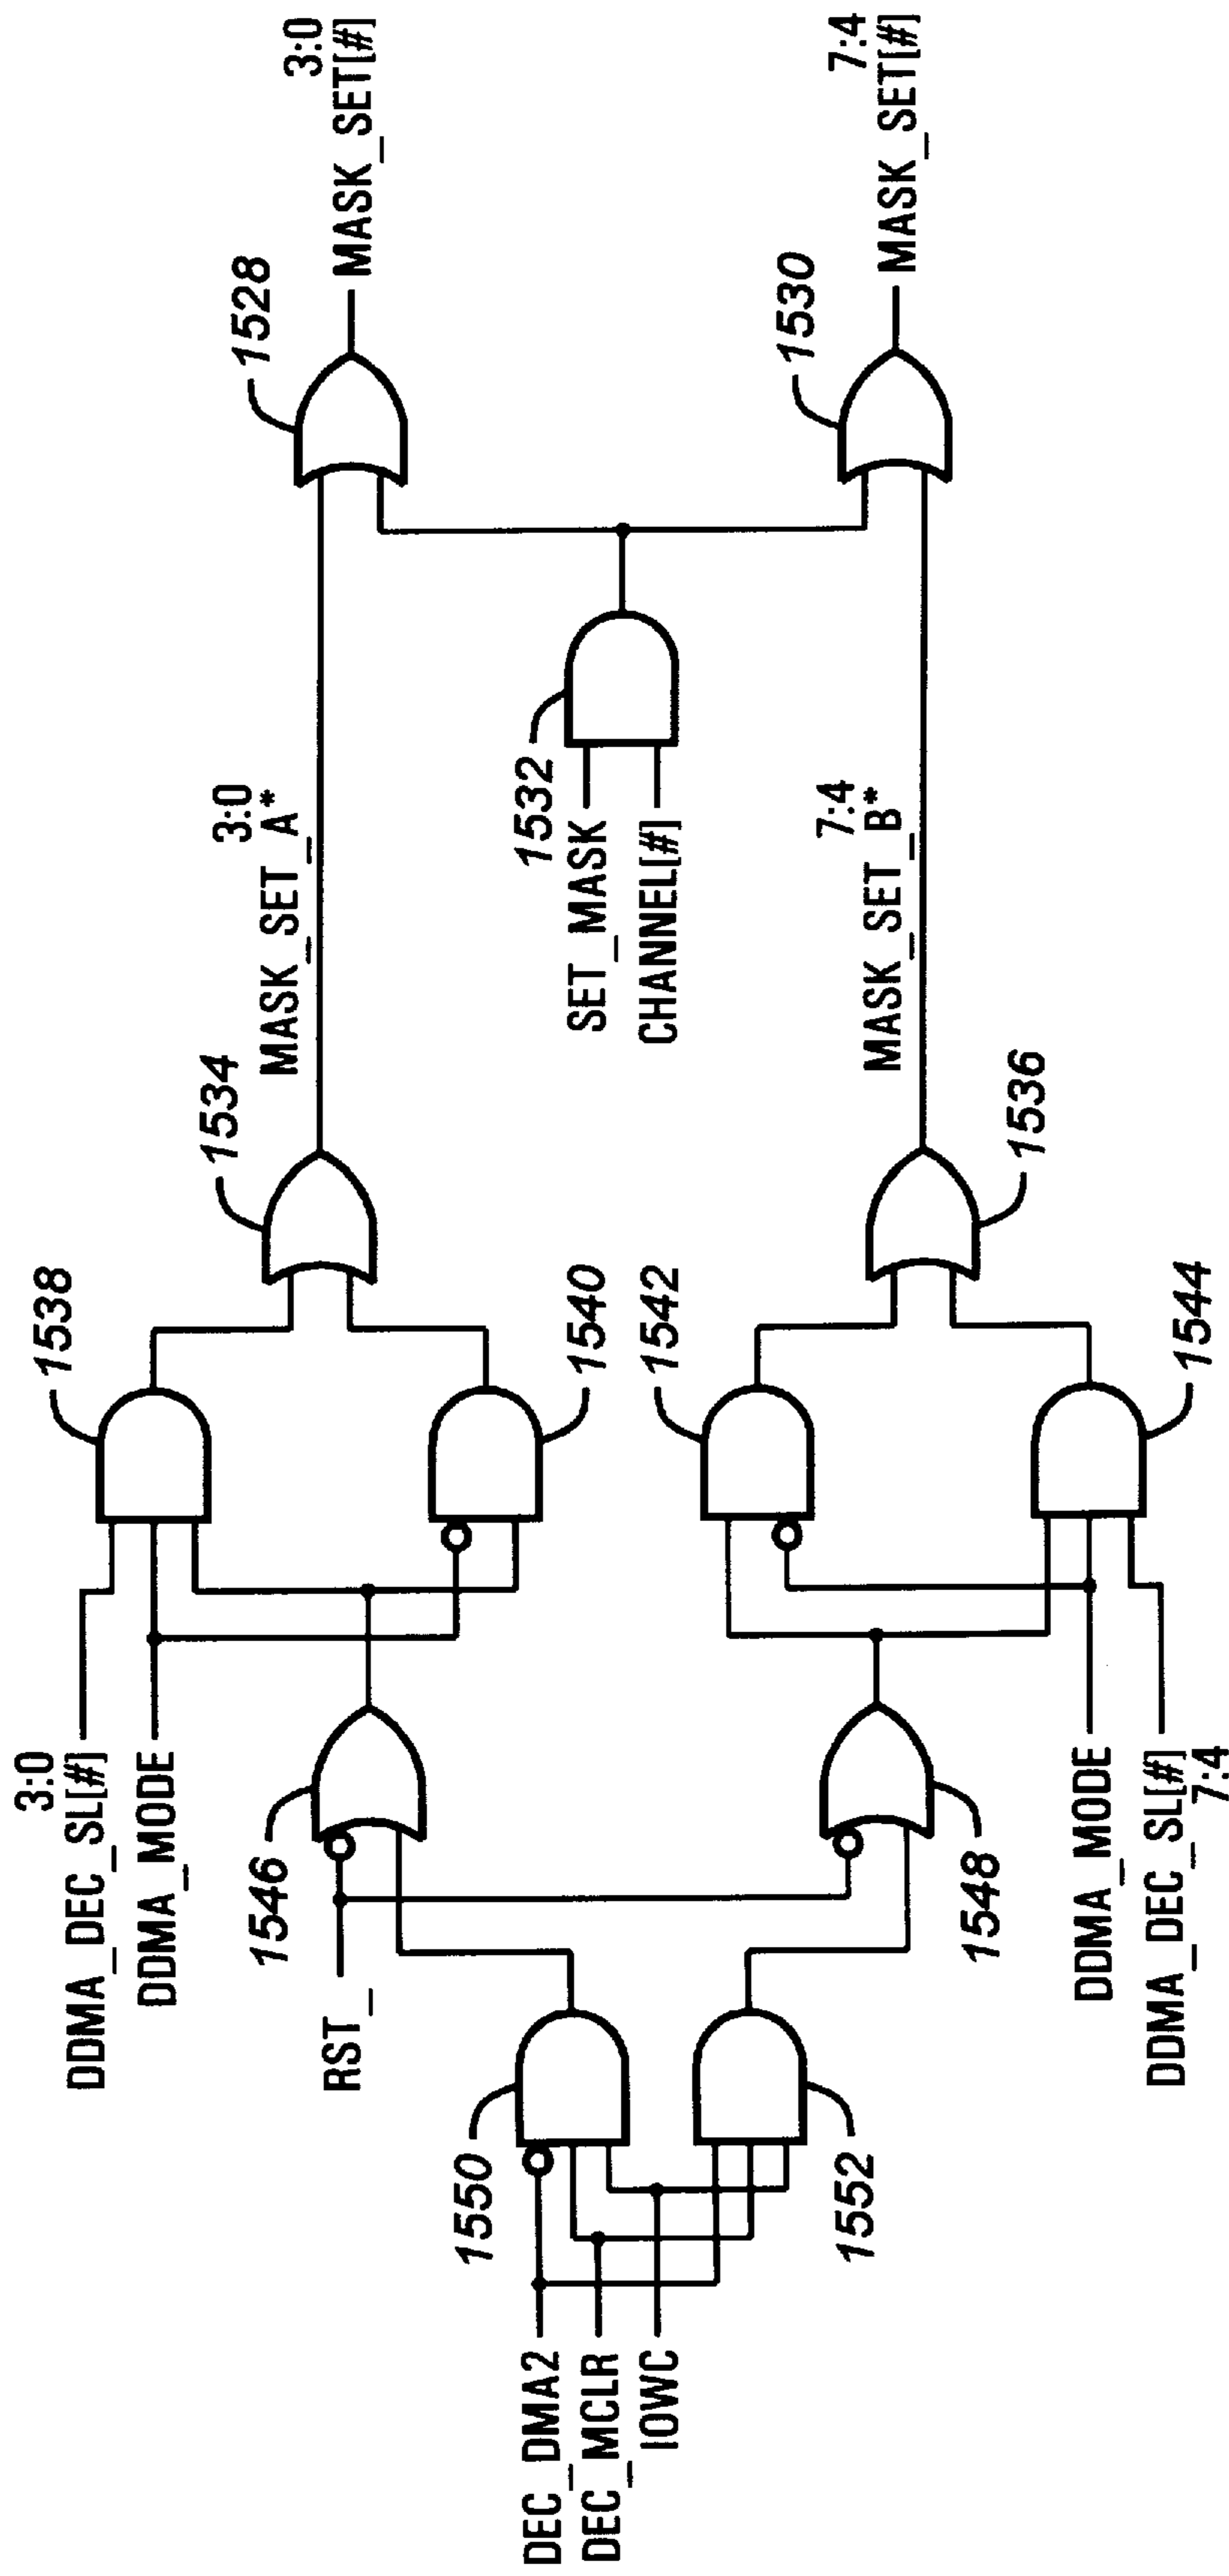 3:0
DDMA_DEC_SL[#]
DDMA_MODE
1538
1534
3:0
MASK_SET_A*
1528
3:0
MASK_SET[#]
1546
RST_
1540
1550
DEC_DMA2
DEC_MCLR
IOWC
1532
SET_MASK
CHANNEL[#]
1542
1552
1548
7:4
MASK_SET_B*
1530
7:4
MASK_SET[#]
1536
DDMA_MODE
DDMA_DEC_SL[#]
7:4
1544